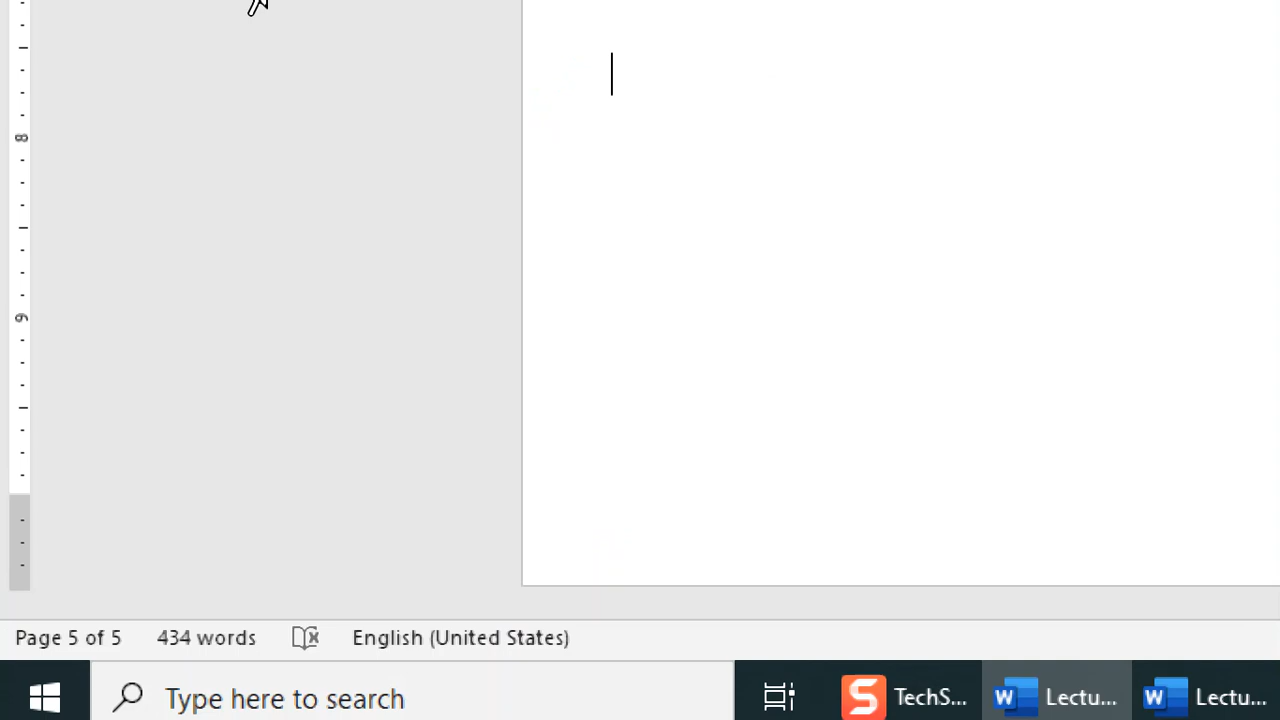 8
9
Page 5 of 5 434 words English (United States)
Type here to search TechS... Lectu... Lectu...